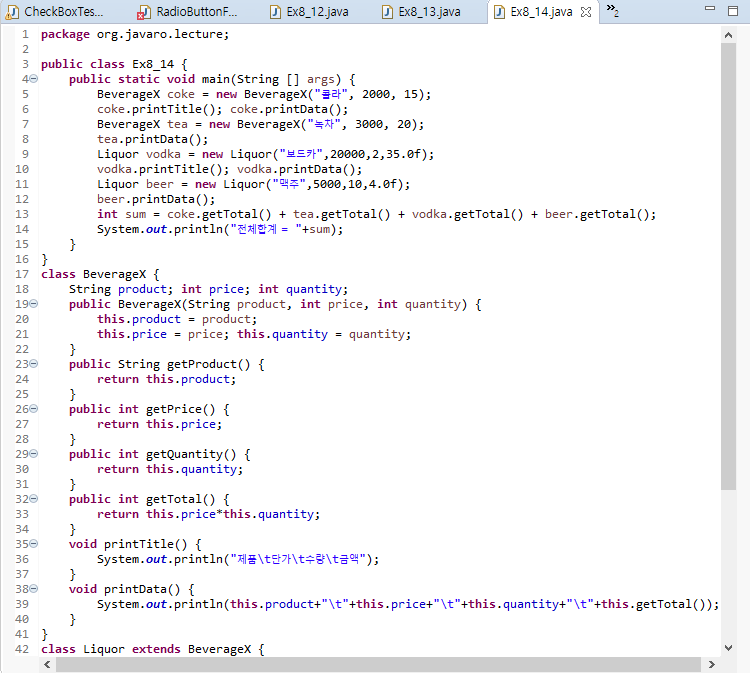 CheckBoxTes... RadioButtonF... Ex8_12.java Ex8_13.java Ex8_14.java »2
1 package org.javaro.lecture;
2
3 public class Ex8_14 {
4 public static void main(String [] args) {
5 BeverageX coke = new BeverageX("콜라", 2000, 15);
6 coke.printTitle(); coke.printData();
7 BeverageX tea = new BeverageX("녹차", 3000, 20);
8 tea.printData();
9 Liquor vodka = new Liquor("보드카",20000,2,35.0f);
10 vodka.printTitle(); vodka.printData();
11 Liquor beer = new Liquor("맥주",5000,10,4.0f);
12 beer.printData();
13 int sum = coke.getTotal() + tea.getTotal() + vodka.getTotal() + beer.getTotal();
14 System.out.println("전체합계 = "+sum);
15 }
16 }
17 class BeverageX {
18 String product; int price; int quantity;
19 public BeverageX(String product, int price, int quantity) {
20 this.product = product;
21 this.price = price; this.quantity = quantity;
22 }
23 public String getProduct() {
24 return this.product;
25 }
26 public int getPrice() {
27 return this.price;
28 }
29 public int getQuantity() {
30 return this.quantity;
31 }
32 public int getTotal() {
33 return this.price*this.quantity;
34 }
35 void printTitle() {
36 System.out.println("제품\t단가\t수량\t금액");
37 }
38 void printData() {
39 System.out.println(this.product+"\t"+this.price+"\t"+this.quantity+"\t"+this.getTotal());
40 }
41 }
42 class Liquor extends BeverageX {